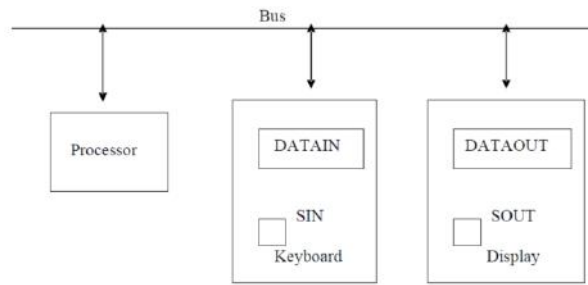 Bus
Processor
DATAIN
SIN
Keyboard
DATAOUT
SOUT
Display